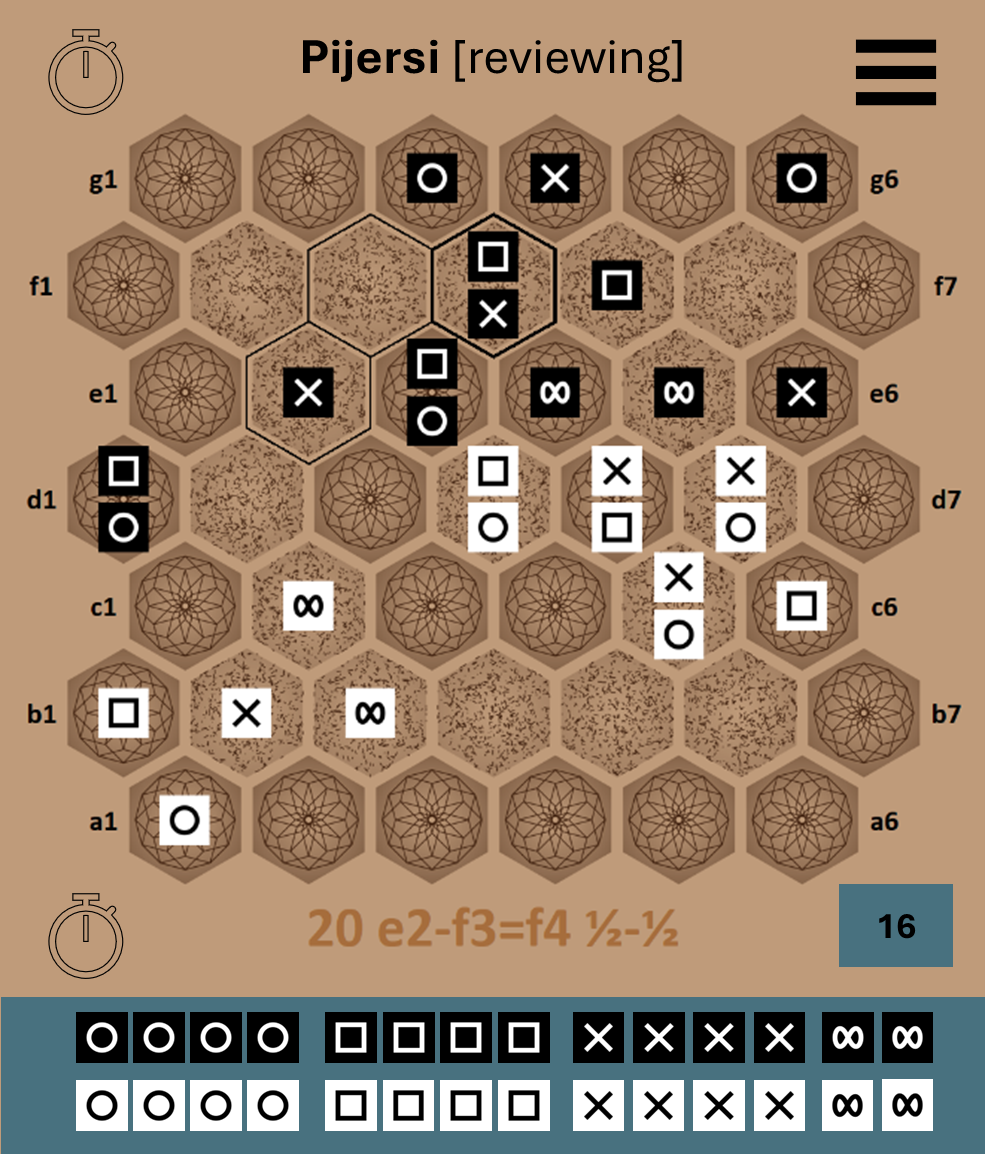 Pijersi [reviewing]
g1 g6
f1 f7
e1 e6
d1 d7
c1 c6
b1 b7
a1 a6
20 e2-f3=f4 ½-½
16